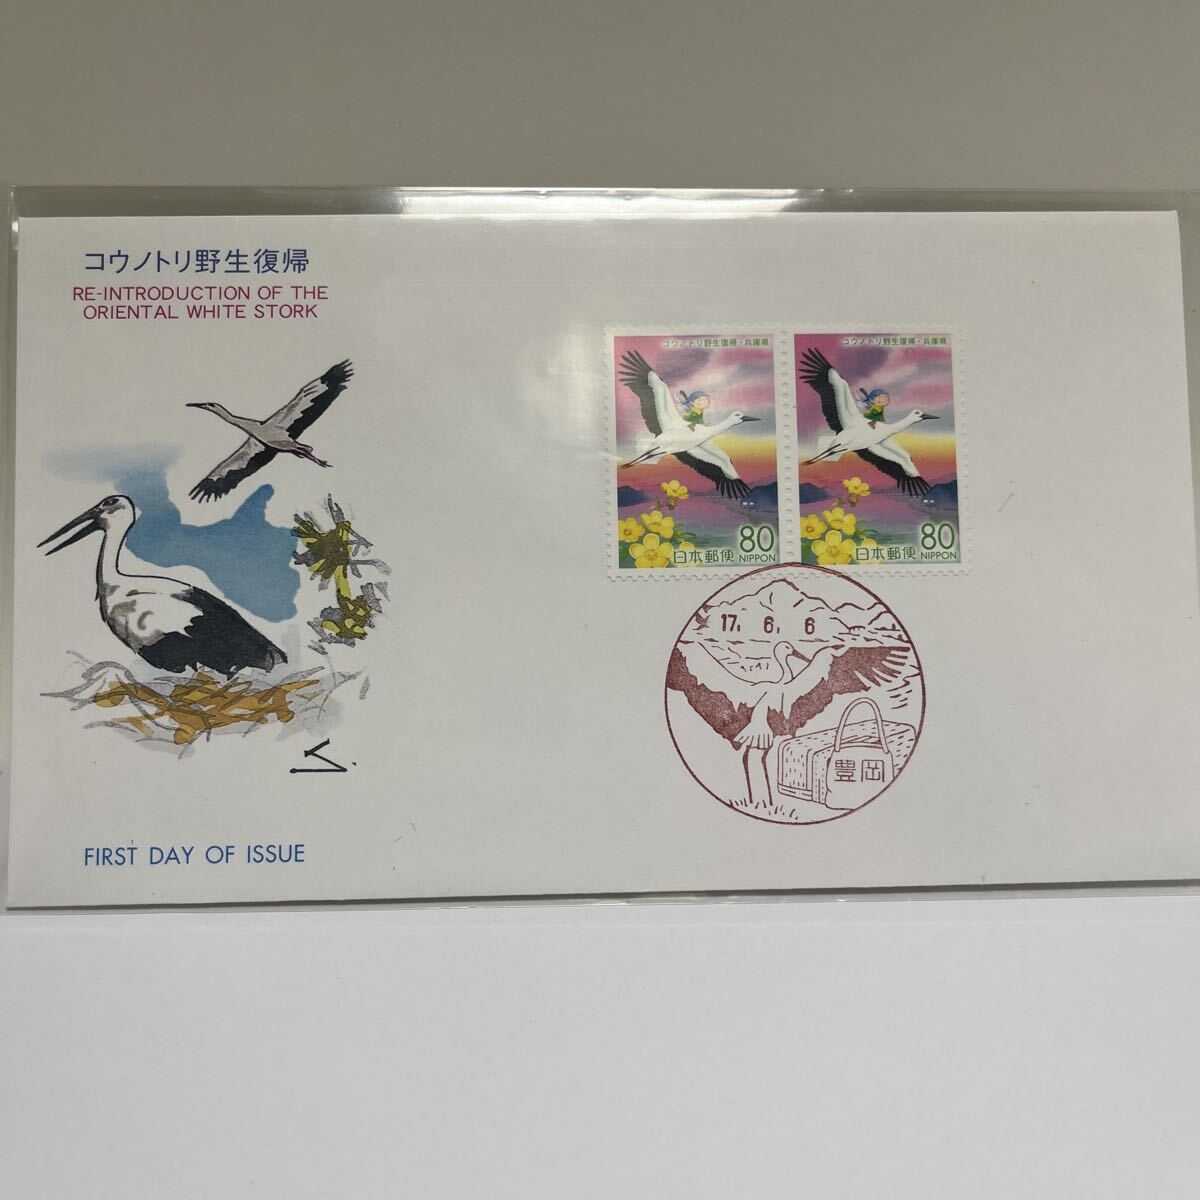 コウノトリ野生復帰
RE-INTRODUCTION OF THE
ORIENTAL WHITE STORK
コウノトリ野生復帰・兵庫県
80
日本郵便 NIPPON
コウノトリ野生復帰・兵庫県
80
日本郵便 NIPPON
17. 6. 6
豊岡
FIRST DAY OF ISSUE